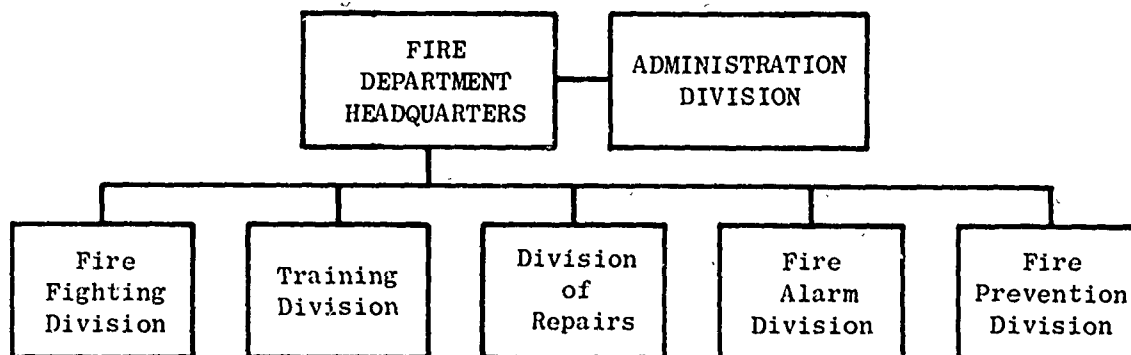 FIRE
DEPARTMENT
HEADQUARTERS
ADMINISTRATION
DIVISION
Fire
Fighting
Division
Training
Division
Division
of
Repairs
Fire
Alarm
Division
Fire
Prevention
Division